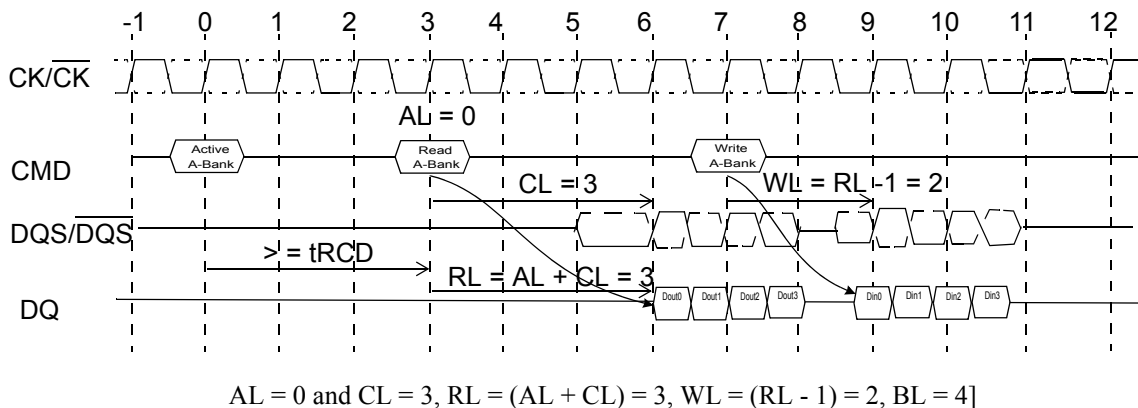 -1 0 1 2 3 4 5 6 7 8 9 10 11 12
CK/CK
AL = 0
Active
A-Bank
Read
A-Bank
Write
A-Bank
CMD
CL = 3
WL = RL -1 = 2
DQS/DQS
> = tRCD
RL = AL + CL = 3
DQ
Dout0 Dout1 Dout2 Dout3 Din0 Din1 Din2 Din3
AL = 0 and CL = 3, RL = (AL + CL) = 3, WL = (RL - 1) = 2, BL = 4]